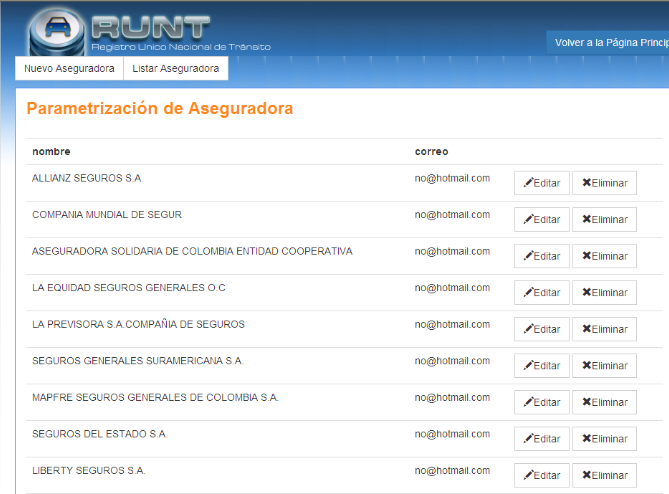 RUNT
Registro Unico Nacional de Tránsito
Volver a la Página Princip
Nuevo Aseguradora Listar Aseguradora
Parametrización de Aseguradora
nombre correo
ALLIANZ SEGUROS S.A. no@hotmail.com Editar Eliminar
COMPANIA MUNDIAL DE SEGUR. no@hotmail.com Editar Eliminar
ASEGURADORA SOLIDARIA DE COLOMBIA ENTIDAD COOPERATIVA no@hotmail.com Editar Eliminar
LA EQUIDAD SEGUROS GENERALES O.C no@hotmail.com Editar Eliminar
LA PREVISORA S.A.COMPAÑIA DE SEGUROS no@hotmail.com Editar Eliminar
SEGUROS GENERALES SURAMERICANA S.A. no@hotmail.com Editar Eliminar
MAPFRE SEGUROS GENERALES DE COLOMBIA S.A. no@hotmail.com Editar Eliminar
SEGUROS DEL ESTADO S.A. no@hotmail.com Editar Eliminar
LIBERTY SEGUROS S.A. no@hotmail.com Editar Eliminar